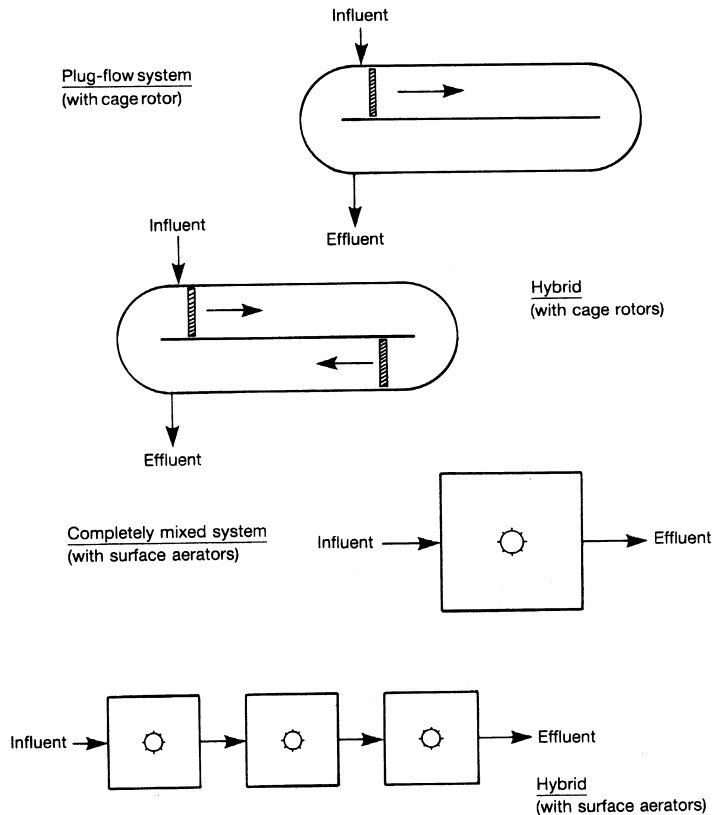 Influent
Plug-flow system
(with cage rotor)
Effluent
Influent
Hybrid
(with cage rotors)
Effluent
Completely mixed system
(with surface aerators)
Influent
Effluent
Influent
Effluent
Hybrid
(with surface aerators)